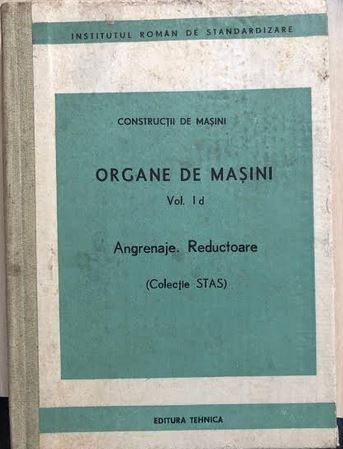 INSTITUTUL ROMÂN DE STANDARDIZARE
CONSTRUCȚII DE MAȘINI
ORGANE DE MAȘINI
Vol. I d
Angrenaje. Reductoare
(Colecție STAS)
EDITURA TEHNICA